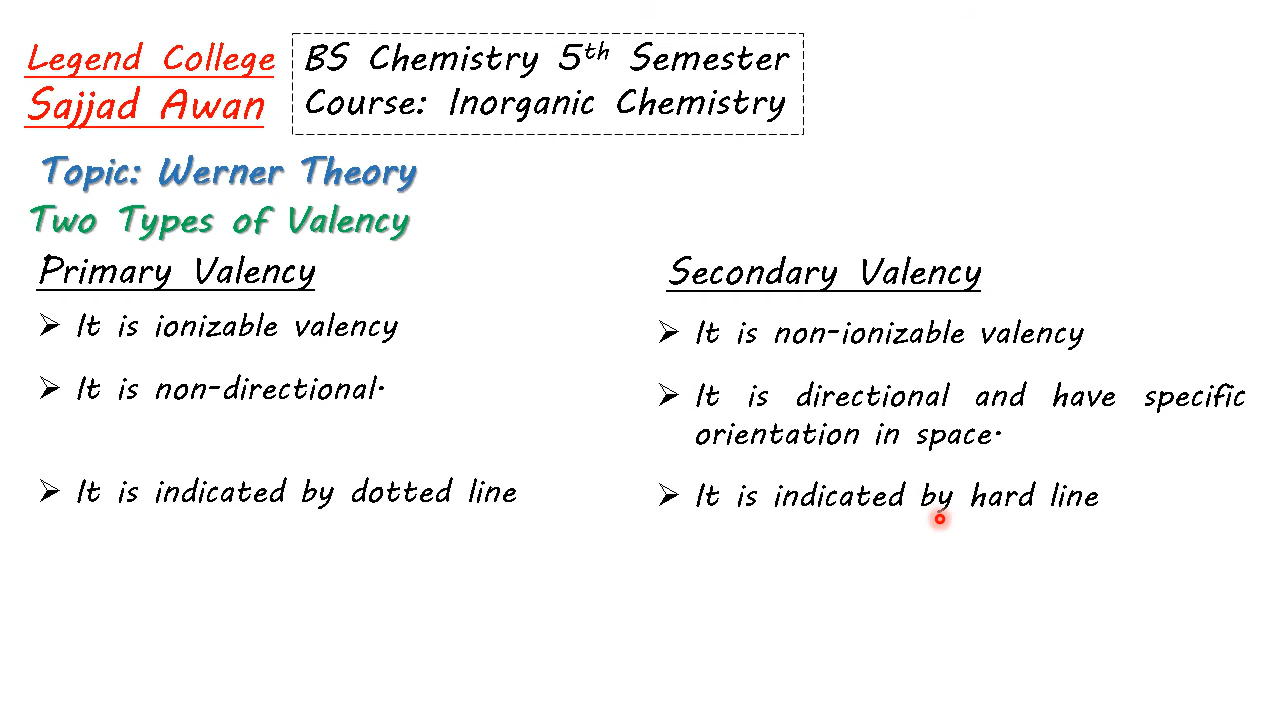 Legend College
Sajjad Awan
BS Chemistry 5th Semester
Course: Inorganic Chemistry
Topic: Werner Theory
Two Types of Valency
Primary Valency
➢ It is ionizable valency
➢ It is non-directional.
➢ It is indicated by dotted line
Secondary Valency
➢ It is non-ionizable valency
➢ It is directional and have specific
orientation in space.
➢ It is indicated by hard line